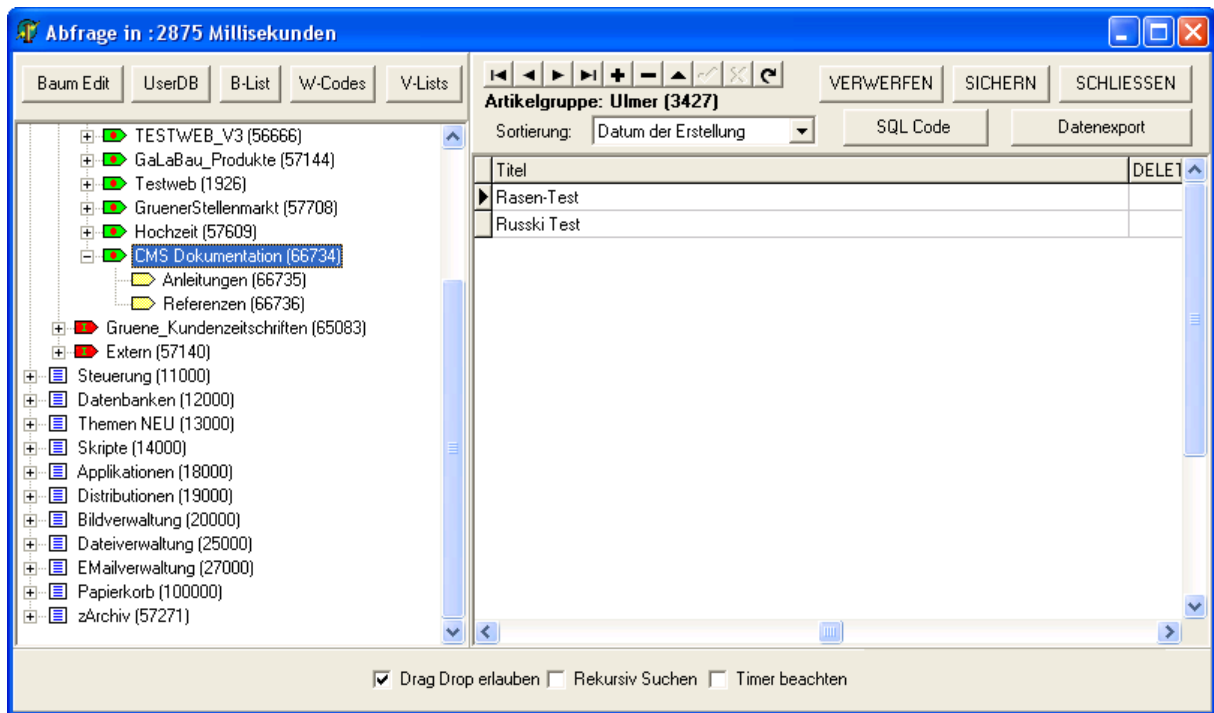 Abfrage in :2875 Millisekunden
Baum Edit UserDB B-List W-Codes V-Lists
TESTWEB_V3 (56666)
GaLaBau_Produkte (57144)
Testweb (1926)
GruenerStellenmarkt (57708)
Hochzeit (57609)
CMS Dokumentation (66734)
Anleitungen (66735)
Referenzen (66736)
Gruene_Kundenzeitschriften (65083)
Extern (57140)
Steuerung (11000)
Datenbanken (12000)
Themen NEU (13000)
Skripte (14000)
Applikationen (18000)
Distributionen (19000)
Bildverwaltung (20000)
Dateiverwaltung (25000)
EMailverwaltung (27000)
Papierkorb (100000)
zArchiv (57271)
VERWERFEN SICHERN SCHLIESSEN
Artikelgruppe: Ulmer (3427)
Sortierung: Datum der Erstellung SQL Code Datenexport
Titel DELET
Rasen-Test
Russki Test
Drag Drop erlauben Rekursiv Suchen Timer beachten